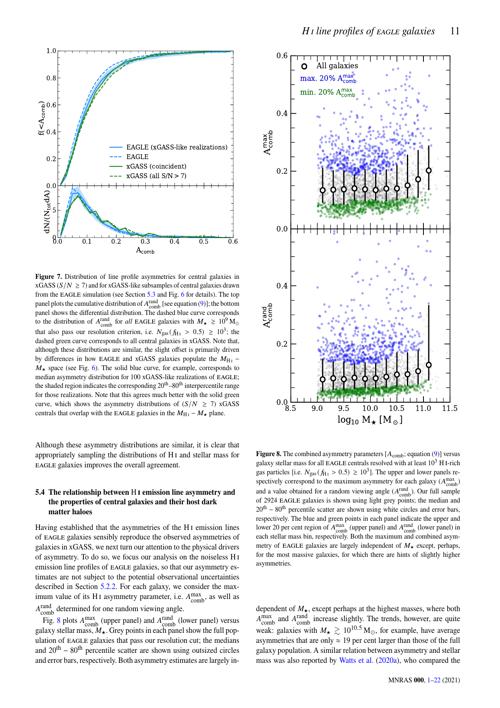 H I line profiles of EAGLE galaxies 11
1.0
0.8
0.6
0.4
0.2
0.0
f(<A_comb)
EAGLE (xGASS-like realizations)
EAGLE
xGASS (coincident)
xGASS (all S/N > 7)
5
0
dN/(N_tot dA)
0.0 0.1 0.2 0.3 0.4 0.5 0.6
A_comb
Figure 7. Distribution of line profile asymmetries for central galaxies in
xGASS (S/N ≥ 7) and for xGASS-like subsamples of central galaxies drawn
from the EAGLE simulation (see Section 5.3 and Fig. 6 for details). The top
panel plots the cumulative distribution of A^rand_comb [see equation (9)]; the bottom
panel shows the differential distribution. The dashed blue curve corresponds
to the distribution of A^rand_comb for all EAGLE galaxies with M⋆ ≥ 10^9 M⊙
that also pass our resolution criterion, i.e. N_gas(f_H I > 0.5) ≥ 10^3; the
dashed green curve corresponds to all central galaxies in xGASS. Note that,
although these distributions are similar, the slight offset is primarily driven
by differences in how EAGLE and xGASS galaxies populate the M_H I −
M⋆ space (see Fig. 6). The solid blue curve, for example, corresponds to
the median asymmetry distribution for 100 xGASS-like realizations of EAGLE;
the shaded region indicates the corresponding 20^th–80^th interpercentile range
for those realizations. Note that this agrees much better with the solid green
curve, which shows the asymmetry distributions of (S/N ≥ 7) xGASS
centrals that overlap with the EAGLE galaxies in the M_H I − M⋆ plane.
Although these asymmetry distributions are similar, it is clear that
appropriately sampling the distributions of H I and stellar mass for
EAGLE galaxies improves the overall agreement.
5.4 The relationship between H I emission line asymmetry and
the properties of central galaxies and their host dark
matter haloes
Having established that the asymmetries of the H I emission lines
of EAGLE galaxies sensibly reproduce the observed asymmetries of
galaxies in xGASS, we next turn our attention to the physical drivers
of asymmetry. To do so, we focus our analysis on the noiseless H I
emission line profiles of EAGLE galaxies, so that our asymmetry es-
timates are not subject to the potential observational uncertainties
described in Section 5.2.2. For each galaxy, we consider the max-
imum value of its H I asymmetry parameter, i.e. A^max_comb, as well as
A^rand_comb determined for one random viewing angle.
Fig. 8 plots A^max_comb (upper panel) and A^rand_comb (lower panel) versus
galaxy stellar mass, M⋆. Grey points in each panel show the full pop-
ulation of EAGLE galaxies that pass our resolution cut; the medians
and 20^th − 80^th percentile scatter are shown using outsized circles
and error bars, respectively. Both asymmetry estimates are largely in-
0.6
0.4
0.2
0.0
A^max_comb
All galaxies
max. 20% A^max_comb
min. 20% A^max_comb
0.4
0.2
0.0
A^rand_comb
8.5 9.0 9.5 10.0 10.5 11.0 11.5
log10 M⋆ [M⊙]
Figure 8. The combined asymmetry parameters [A_comb; equation (9)] versus
galaxy stellar mass for all EAGLE centrals resolved with at least 10^3 H I-rich
gas particles [i.e. N_gas(f_H I > 0.5) ≥ 10^3]. The upper and lower panels re-
spectively correspond to the maximum asymmetry for each galaxy (A^max_comb)
and a value obtained for a random viewing angle (A^rand_comb). Our full sample
of 2924 EAGLE galaxies is shown using light grey points; the median and
20^th − 80^th percentile scatter are shown using white circles and error bars,
respectively. The blue and green points in each panel indicate the upper and
lower 20 per cent region of A^max_comb (upper panel) and A^rand_comb (lower panel) in
each stellar mass bin, respectively. Both the maximum and combined asym-
metry of EAGLE galaxies are largely independent of M⋆ except, perhaps,
for the most massive galaxies, for which there are hints of slightly higher
asymmetries.
dependent of M⋆, except perhaps at the highest masses, where both
A^max_comb and A^rand_comb increase slightly. The trends, however, are quite
weak: galaxies with M⋆ ≳ 10^10.5 M⊙, for example, have average
asymmetries that are only ≈ 19 per cent larger than those of the full
galaxy population. A similar relation between asymmetry and stellar
mass was also reported by Watts et al. (2020a), who compared the
MNRAS 000, 1–22 (2021)